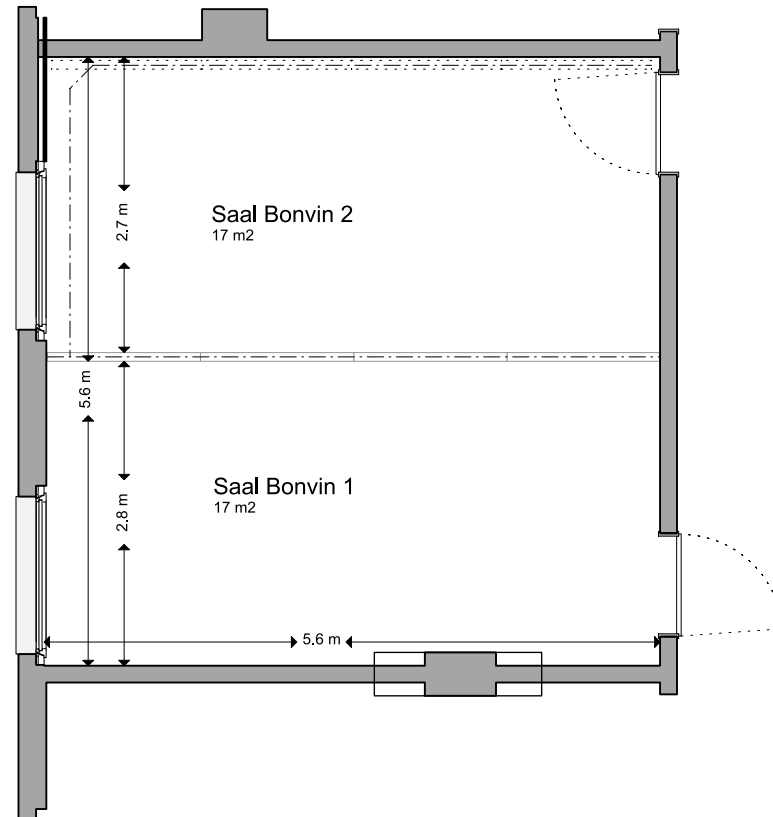 Saal Bonvin 2
17 m2
2.7 m
5.6 m
Saal Bonvin 1
17 m2
2.8 m
5.6 m